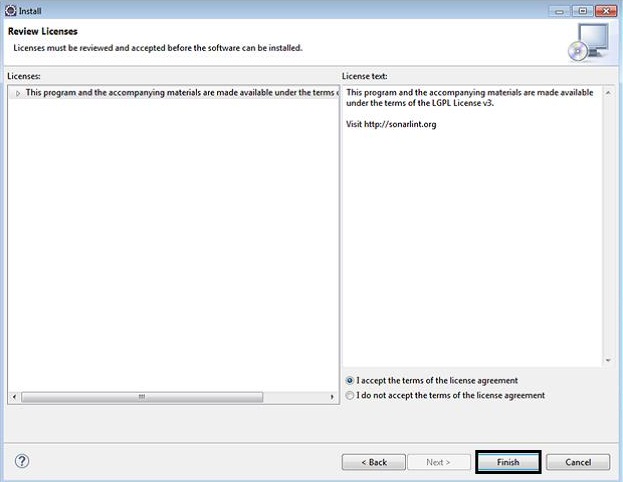 Install
Review Licenses
Licenses must be reviewed and accepted before the software can be installed.
Licenses:
This program and the accompanying materials are made available under the terms o
License text:
This program and the accompanying materials are made available
under the terms of the LGPL License v3.
Visit http://sonarlint.org
I accept the terms of the license agreement
I do not accept the terms of the license agreement
?
< Back
Next >
Finish
Cancel